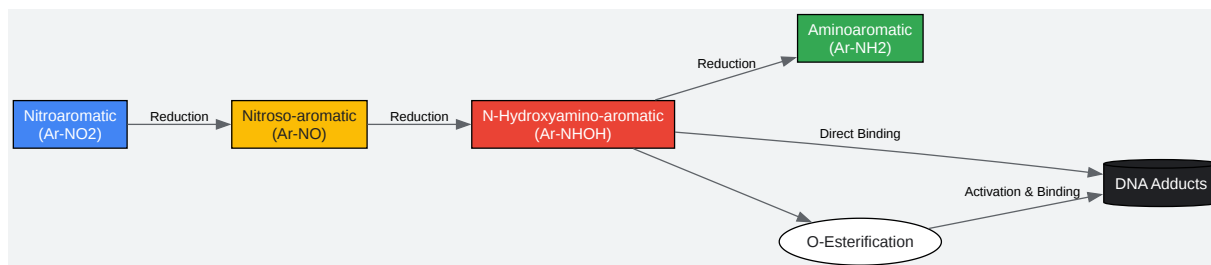 Aminoaromatic
(Ar-NH2)
Reduction
Nitroaromatic
(Ar-NO2)
Reduction
Nitroso-aromatic
(Ar-NO)
Reduction
N-Hydroxyamino-aromatic
(Ar-NHOH)
Direct Binding
DNA Adducts
Activation & Binding
O-Esterification